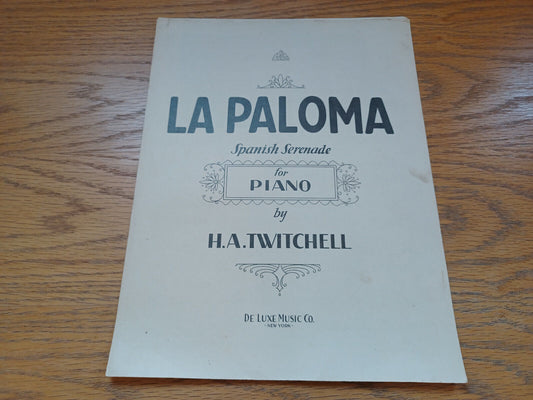 LA PALOMA
Spanish Serenade
for
PIANO
by
H.A. TWITCHELL
DE LUXE MUSIC CO.
-NEW YORK-